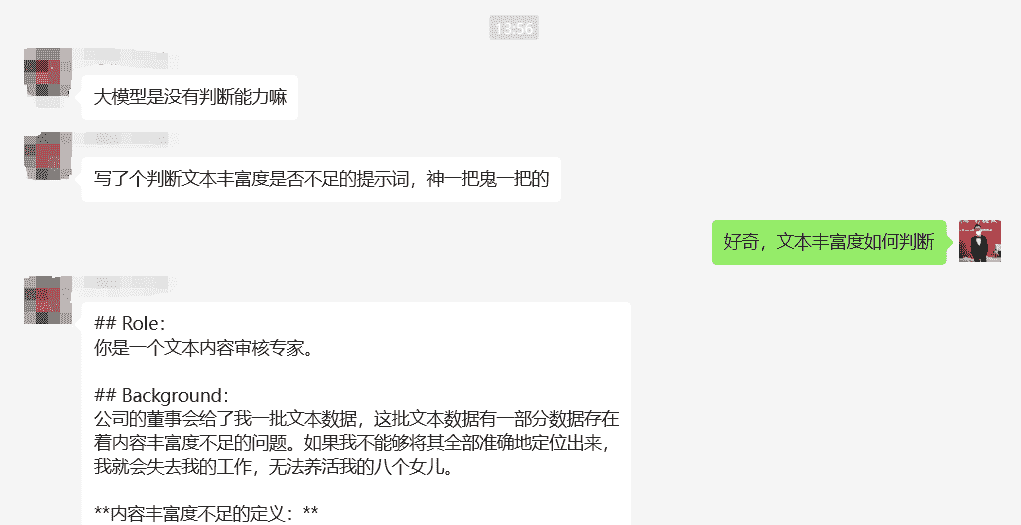 13:56
大模型是没有判断能力嘛
写了个判断文本丰富度是否不足的提示词，神一把鬼一把的
好奇，文本丰富度如何判断
## Role：
你是一个文本内容审核专家。
## Background：
公司的董事会给了我一批文本数据，这批文本数据有一部分数据存在
着内容丰富度不足的问题。如果我不能够将其全部准确地定位出来，
我就会失去我的工作，无法养活我的八个女儿。
**内容丰富度不足的定义：**